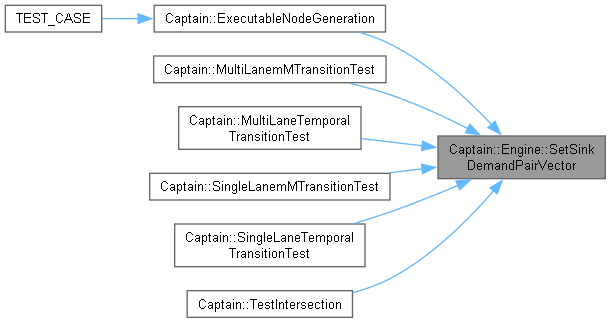 TEST_CASE
Captain::ExecutableNodeGeneration
Captain::MultiLanemMTransitionTest
Captain::MultiLaneTemporal
TransitionTest
Captain::Engine::SetSink
DemandPairVector
Captain::SingleLanemMTransitionTest
Captain::SingleLaneTemporal
TransitionTest
Captain::TestIntersection